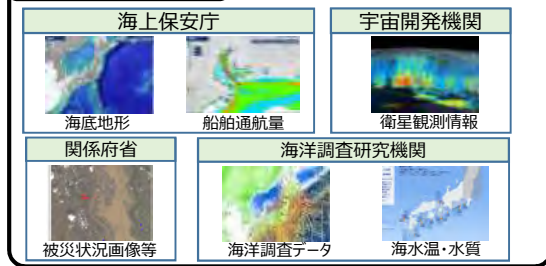 海上保安庁
海底地形
船舶通航量
宇宙開発機関
衛星観測情報
関係府省
被災状況画像等
海洋調査研究機関
海洋調査データ
海水温・水質